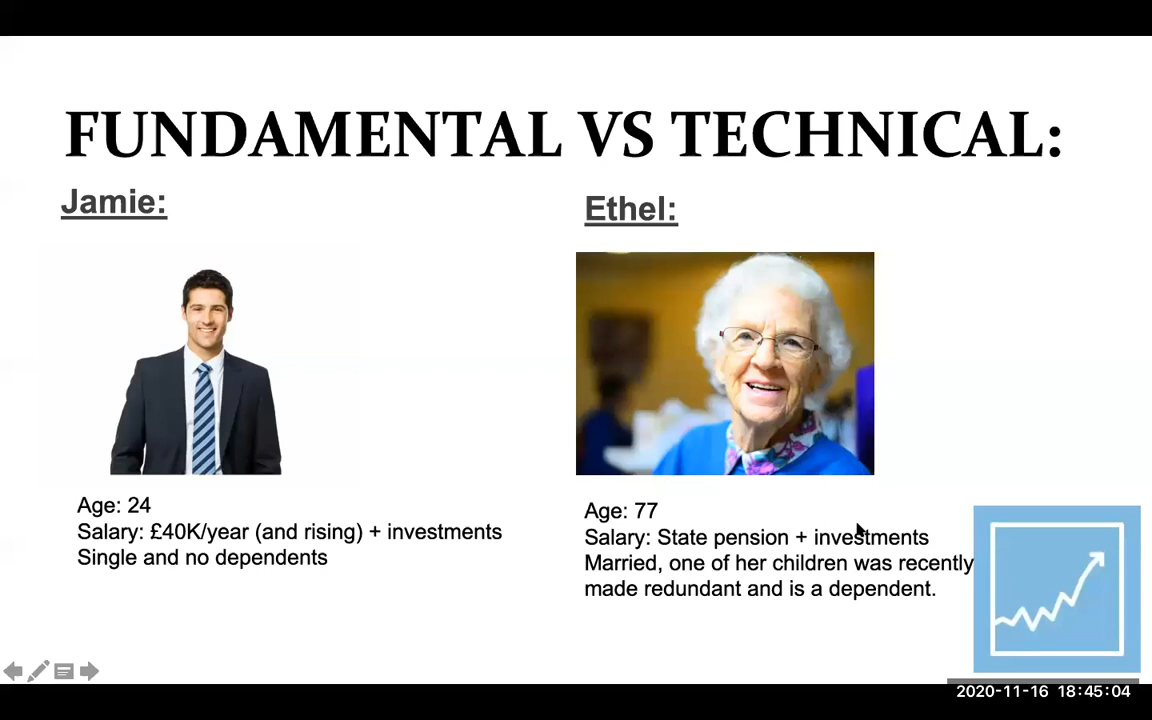 FUNDAMENTAL VS TECHNICAL:
Jamie:
Age: 24
Salary: £40K/year (and rising) + investments
Single and no dependents
Ethel:
Age: 77
Salary: State pension + investments
Married, one of her children was recently
made redundant and is a dependent.
2020-11-16 18:45:04